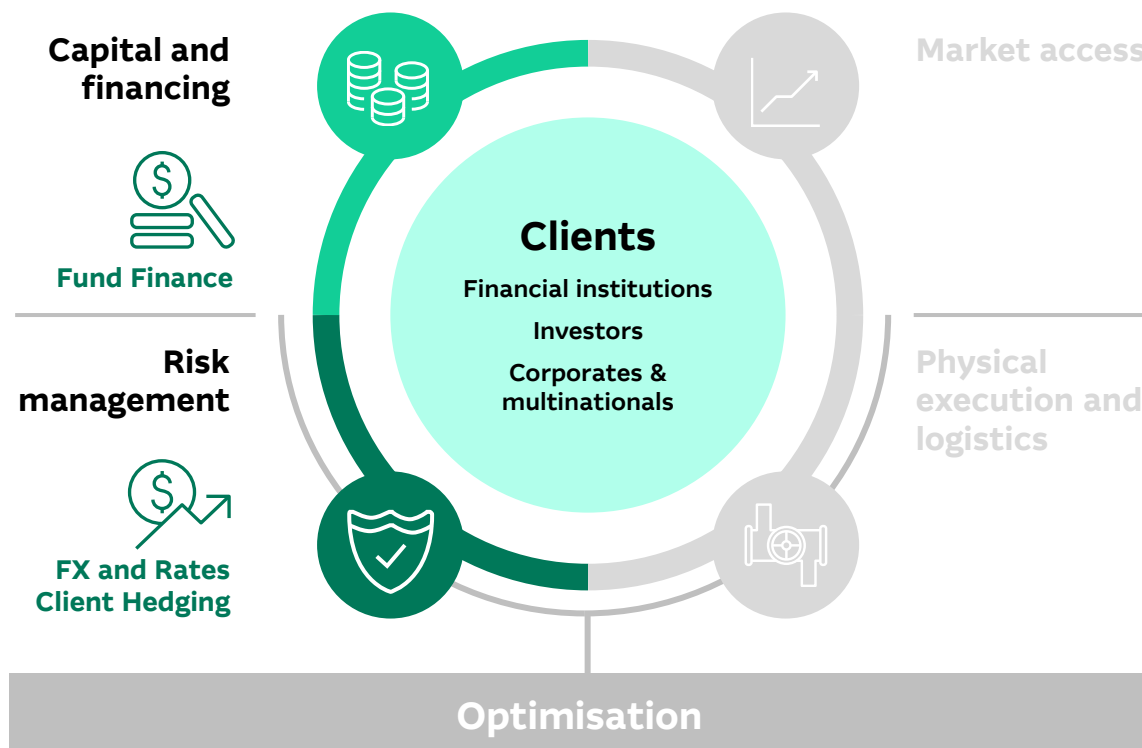 Capital and
financing
$
Fund Finance
Risk
management
$
FX and Rates
Client Hedging
Clients
Financial institutions
Investors
Corporates &
multinationals
Market access
Physical
execution and
logistics
Optimisation